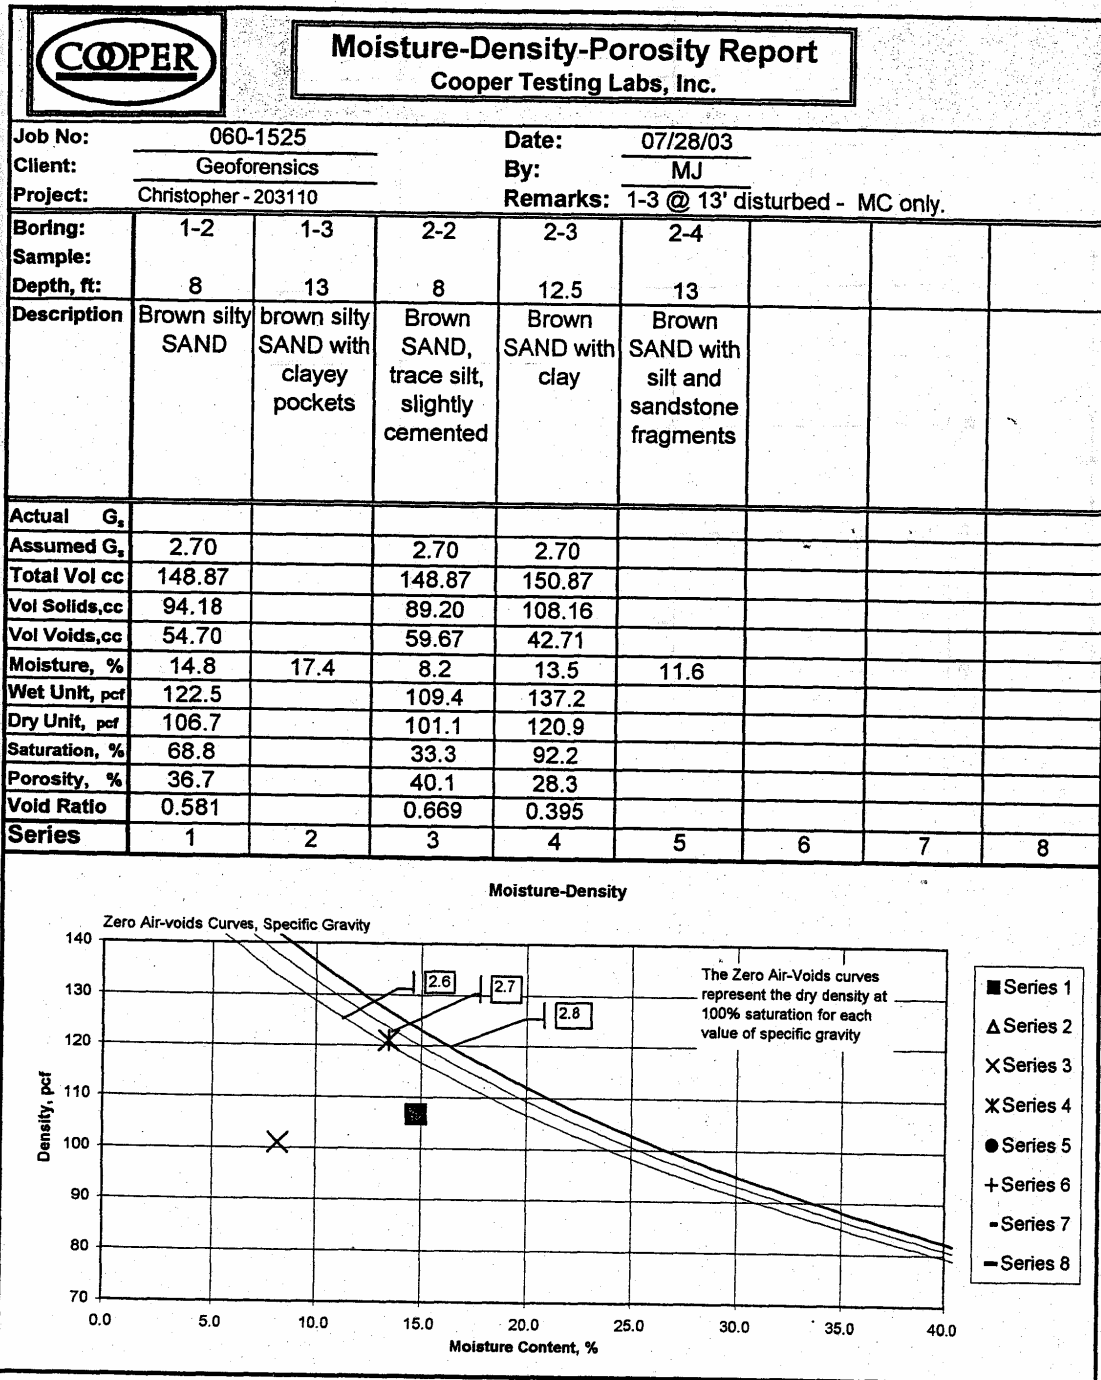 COOPER
Moisture-Density-Porosity Report
Cooper Testing Labs, Inc.
Job No: 060-1525 Date: 07/28/03
Client: Geoforensics By: MJ
Project: Christopher - 203110 Remarks: 1-3 @ 13' disturbed - MC only.
Boring: 1-2 1-3 2-2 2-3 2-4
Sample:
Depth, ft: 8 13 8 12.5 13
Description Brown silty brown silty Brown Brown Brown
SAND SAND with SAND, SAND with SAND with
clayey trace silt, clay silt and
pockets slightly sandstone
cemented fragments
Actual Gs
Assumed Gs 2.70 2.70 2.70
Total Vol cc 148.87 148.87 150.87
Vol Solids,cc 94.18 89.20 108.16
Vol Voids,cc 54.70 59.67 42.71
Moisture, % 14.8 17.4 8.2 13.5 11.6
Wet Unit, pcf 122.5 109.4 137.2
Dry Unit, pcf 106.7 101.1 120.9
Saturation, % 68.8 33.3 92.2
Porosity, % 36.7 40.1 28.3
Void Ratio 0.581 0.669 0.395
Series 1 2 3 4 5 6 7 8
Moisture-Density
Zero Air-voids Curves, Specific Gravity
140
130
120
110
100
90
80
70
Density, pcf
2.6
2.7
2.8
The Zero Air-Voids curves
represent the dry density at
100% saturation for each
value of specific gravity
Series 1
Series 2
Series 3
Series 4
Series 5
Series 6
Series 7
Series 8
0.0 5.0 10.0 15.0 20.0 25.0 30.0 35.0 40.0
Moisture Content, %